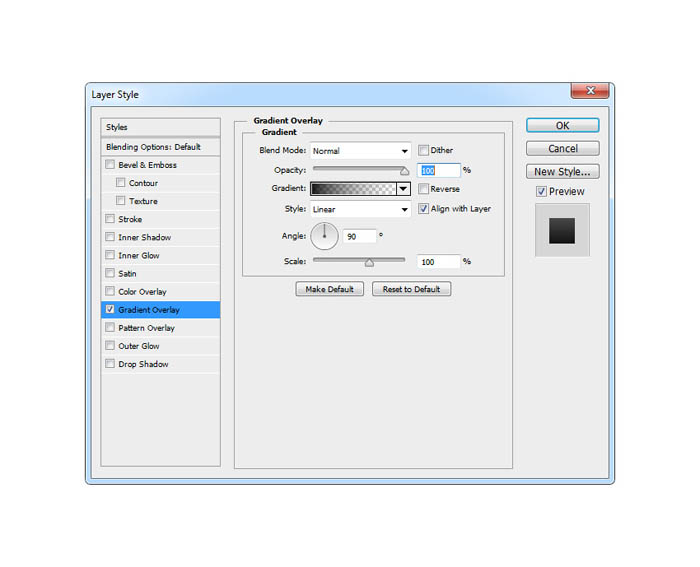 Layer Style
Styles
Blending Options: Default
Bevel & Emboss
Contour
Texture
Stroke
Inner Shadow
Inner Glow
Satin
Color Overlay
Gradient Overlay
Pattern Overlay
Outer Glow
Drop Shadow
Gradient Overlay
Gradient
Blend Mode: Normal Dither
Opacity: 100 %
Gradient: Reverse
Style: Linear Align with Layer
Angle: 90 °
Scale: 100 %
Make Default Reset to Default
OK
Cancel
New Style...
Preview